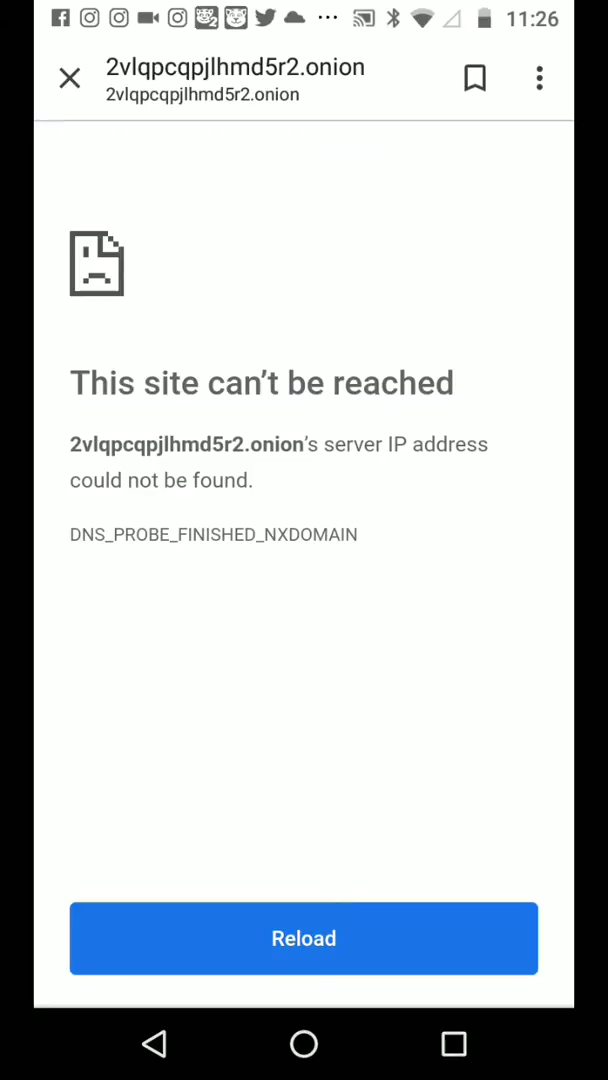 11:26
2vlqpcqpjlhmd5r2.onion
2vlqpcqpjlhmd5r2.onion
This site can’t be reached
2vlqpcqpjlhmd5r2.onion’s server IP address
could not be found.
DNS_PROBE_FINISHED_NXDOMAIN
Reload